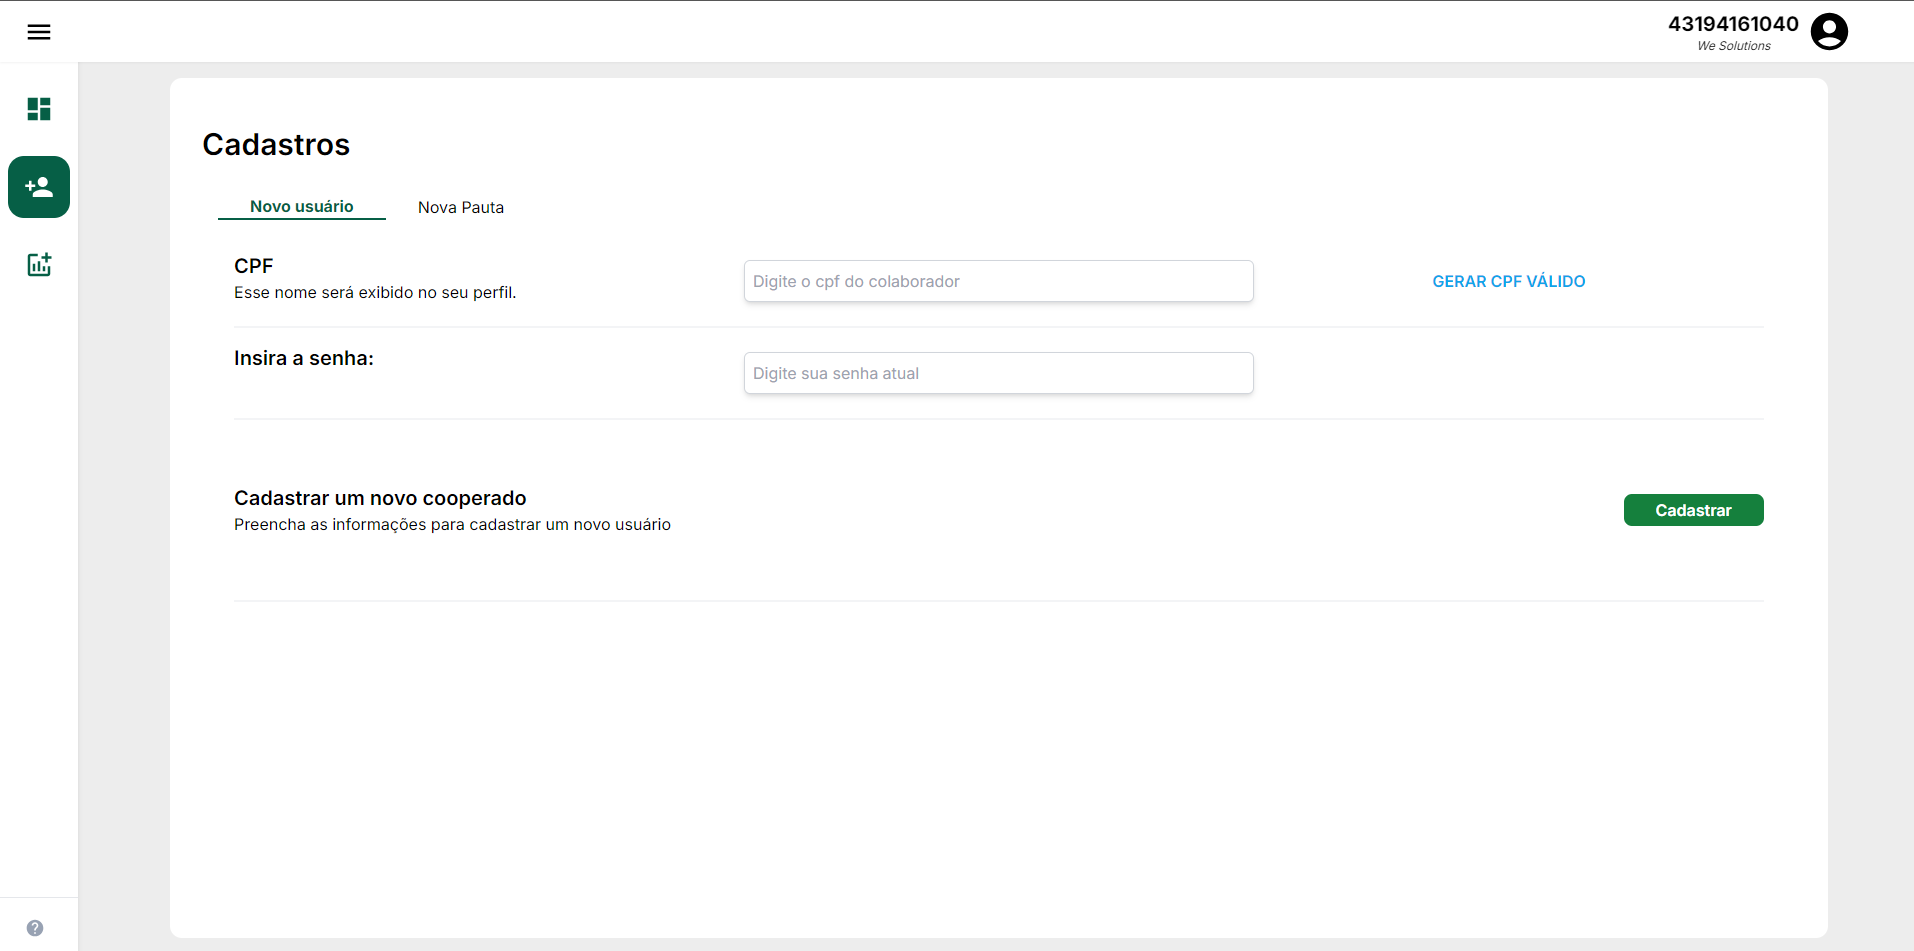 43194161040
We Solutions
Cadastros
Novo usuário
Nova Pauta
CPF
Esse nome será exibido no seu perfil.
Digite o cpf do colaborador
GERAR CPF VÁLIDO
Insira a senha:
Digite sua senha atual
Cadastrar um novo cooperado
Preencha as informações para cadastrar um novo usuário
Cadastrar
?